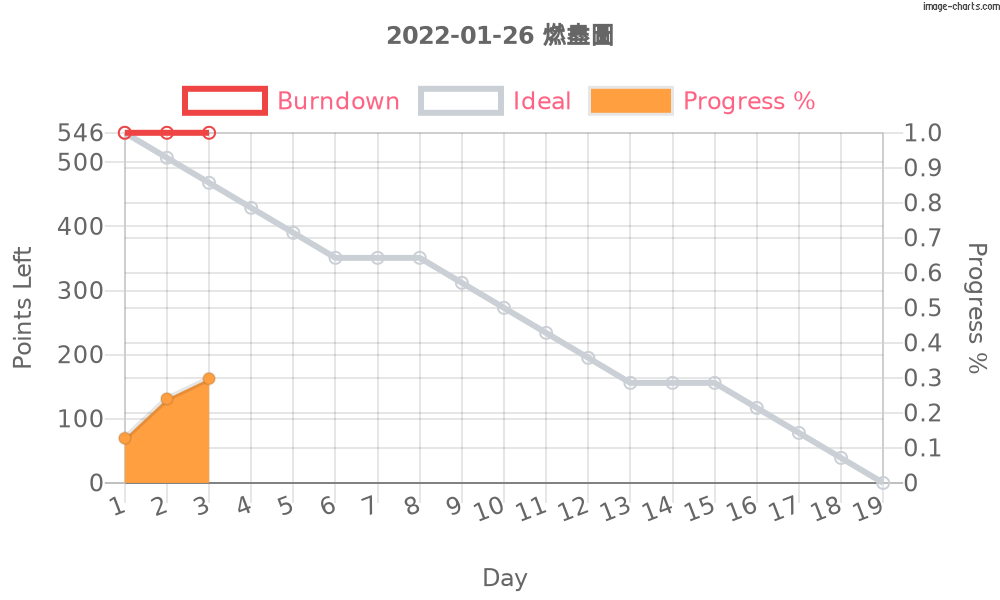 image-charts.com
2022-01-26 燃盡圖
Burndown Ideal Progress %
546 1.0
500 0.9
400 0.8
300 0.7
200 0.6
100 0.5
0 0.4
0.3
0.2
0.1
0
Points Left
Progress %
1 2 3 4 5 6 7 8 9 10 11 12 13 14 15 16 17 18 19
Day